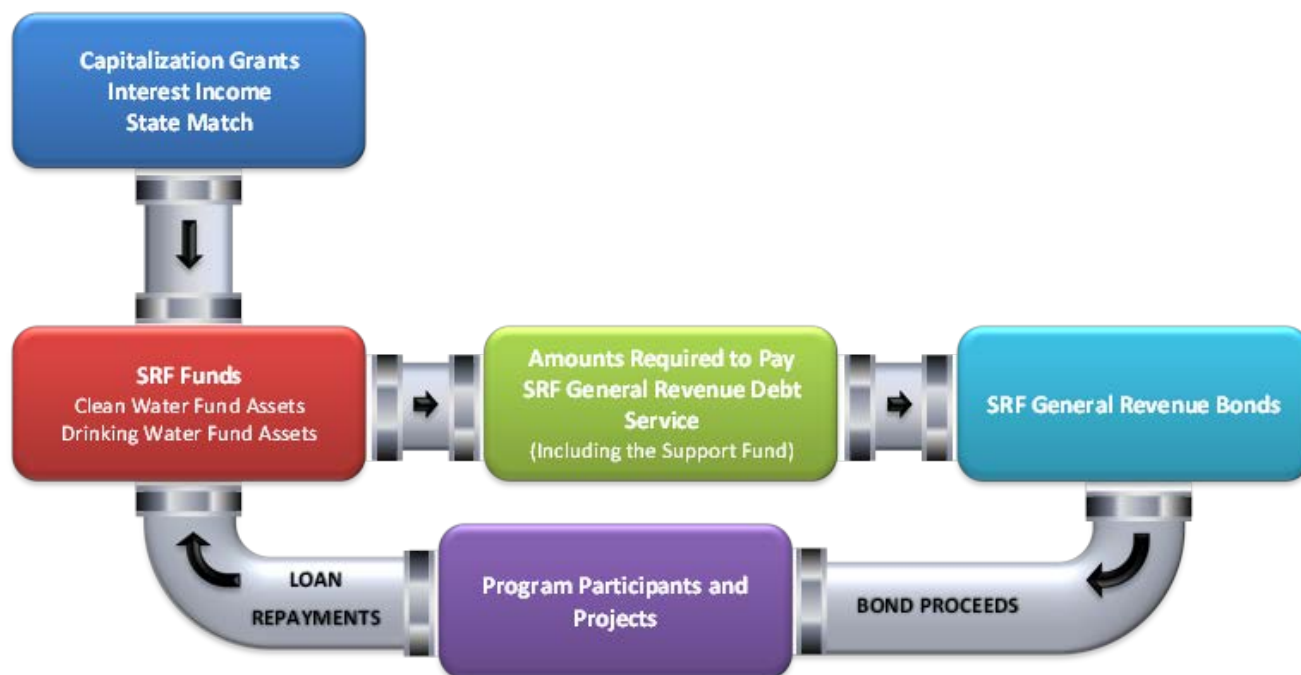 Capitalization Grants
Interest Income
State Match
SRF Funds
Clean Water Fund Assets
Drinking Water Fund Assets
Amounts Required to Pay
SRF General Revenue Debt
Service
(Including the Support Fund)
SRF General Revenue Bonds
LOAN
REPAYMENTS
Program Participants and
Projects
BOND PROCEEDS